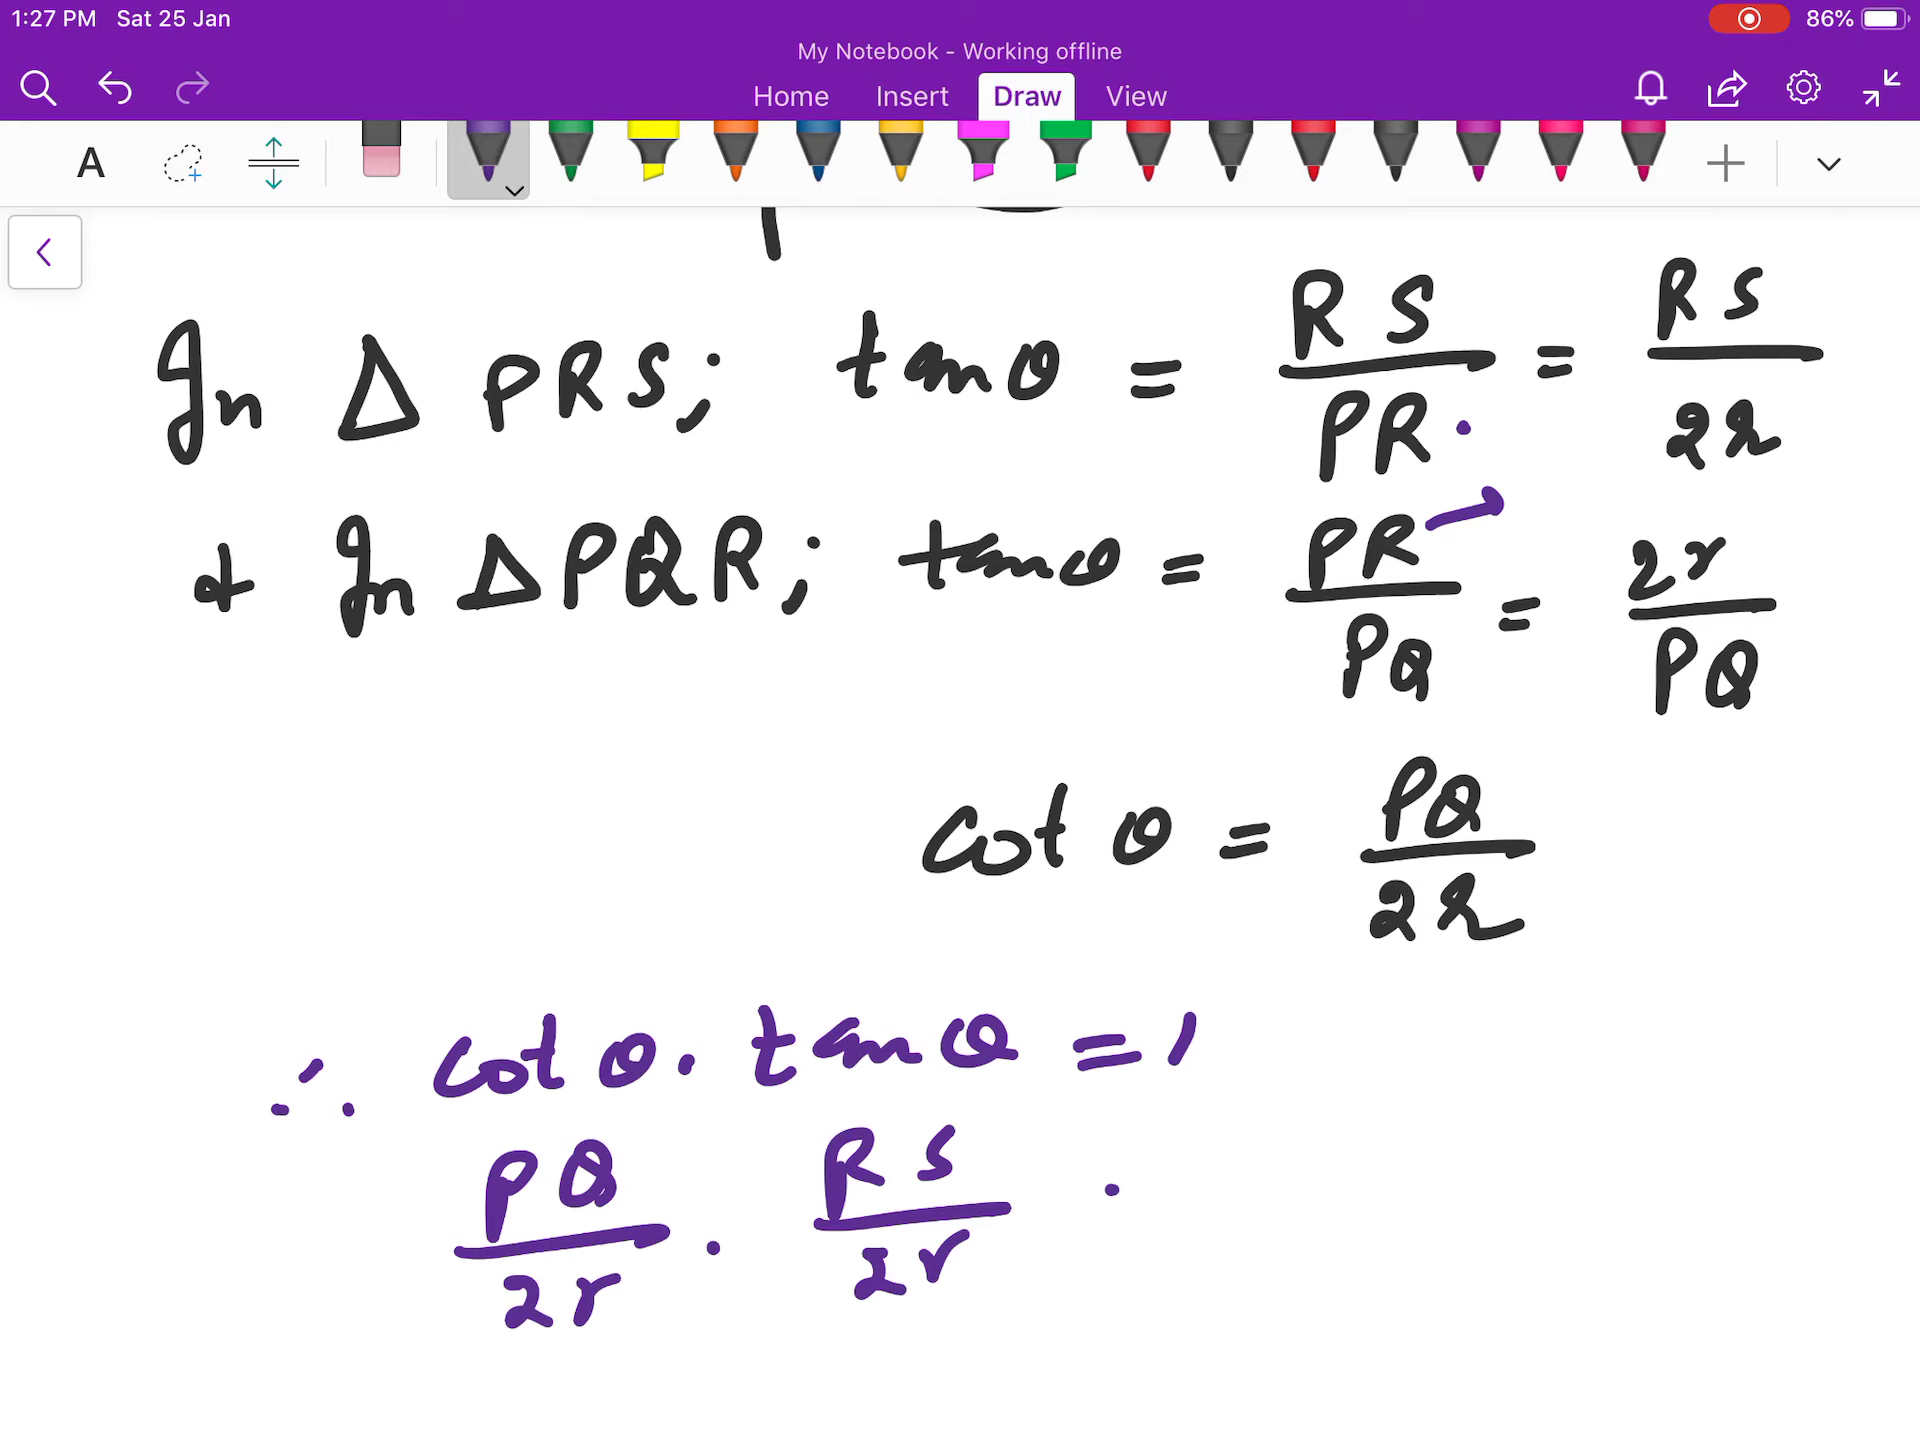 1:27 PM Sat 25 Jan 86%
My Notebook - Working offline
Home Insert Draw View
A
In Δ PRS; tanθ = RS/PR = RS/2r
& In ΔPQR; tanθ = PR/PQ = 2r/PQ
cot θ = PQ/2r
∴ cot θ. tanθ = 1
PQ/2r . RS/2r